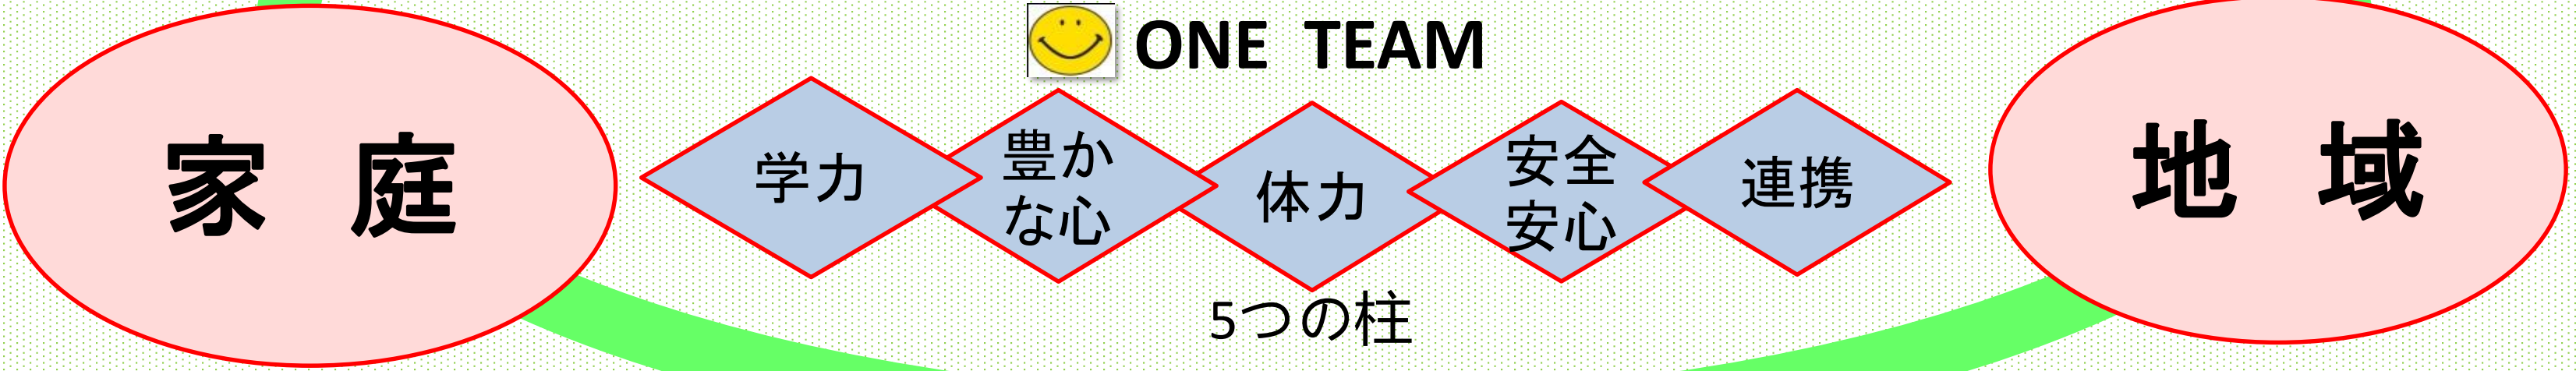 ONE TEAM
家 庭
学力
豊か
な心
体力
安全
安心
連携
地 域
5つの柱